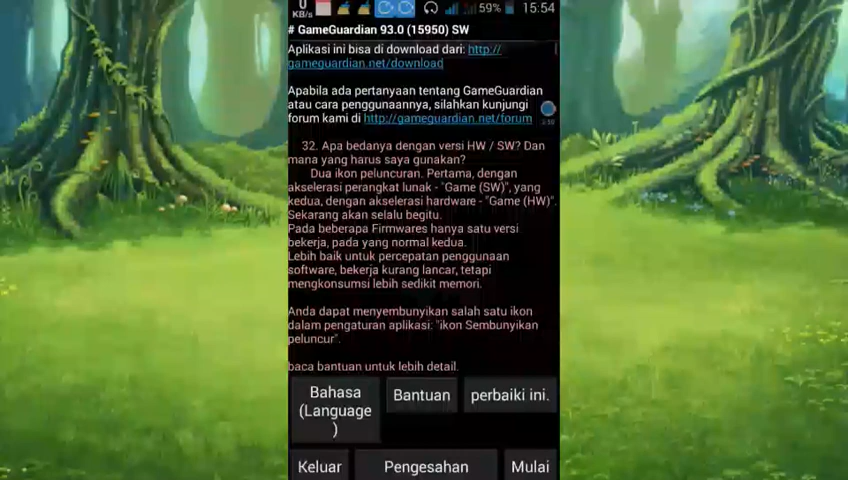 0
KB/s
59%
15:54
# GameGuardian 93.0 (15950) SW
Aplikasi ini bisa di download dari: http://
gameguardian.net/download
Apabila ada pertanyaan tentang GameGuardian
atau cara penggunaannya, silahkan kunjungi
forum kami di http://gameguardian.net/forum
32. Apa bedanya dengan versi HW / SW? Dan
mana yang harus saya gunakan?
Dua ikon peluncuran. Pertama, dengan
akselerasi perangkat lunak - "Game (SW)", yang
kedua, dengan akselerasi hardware - "Game (HW)".
Sekarang akan selalu begitu.
Pada beberapa Firmwares hanya satu versi
bekerja, pada yang normal kedua.
Lebih baik untuk percepatan penggunaan
software, bekerja kurang lancar, tetapi
mengkonsumsi lebih sedikit memori.
Anda dapat menyembunyikan salah satu ikon
dalam pengaturan aplikasi: "ikon Sembunyikan
peluncur".
baca bantuan untuk lebih detail.
Bahasa
(Language
)
Bantuan
perbaiki ini.
Keluar
Pengesahan
Mulai